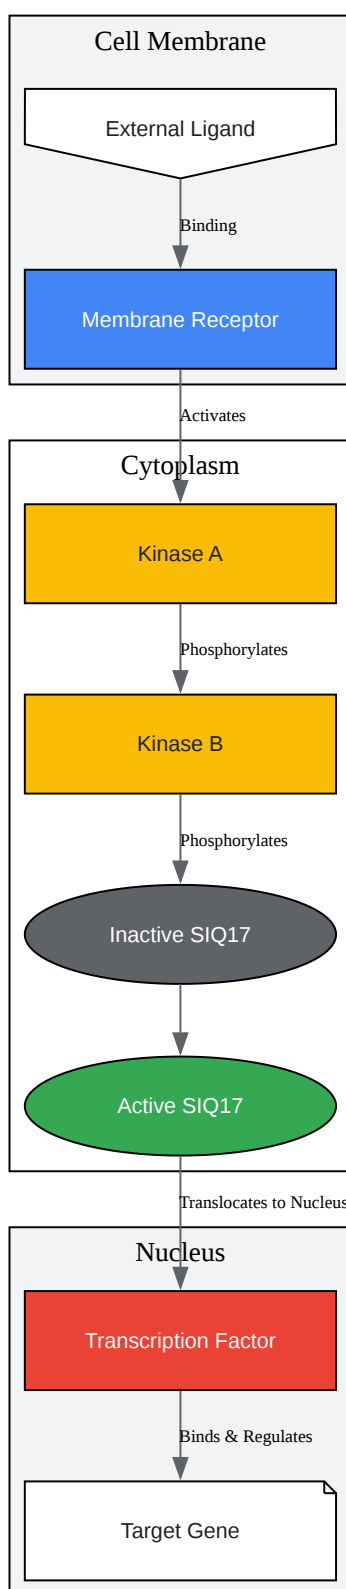 Cell Membrane
External Ligand
Binding
Membrane Receptor
Activates
Cytoplasm
Kinase A
Phosphorylates
Kinase B
Phosphorylates
Inactive SIQ17
Active SIQ17
Translocates to Nucleus
Nucleus
Transcription Factor
Binds & Regulates
Target Gene